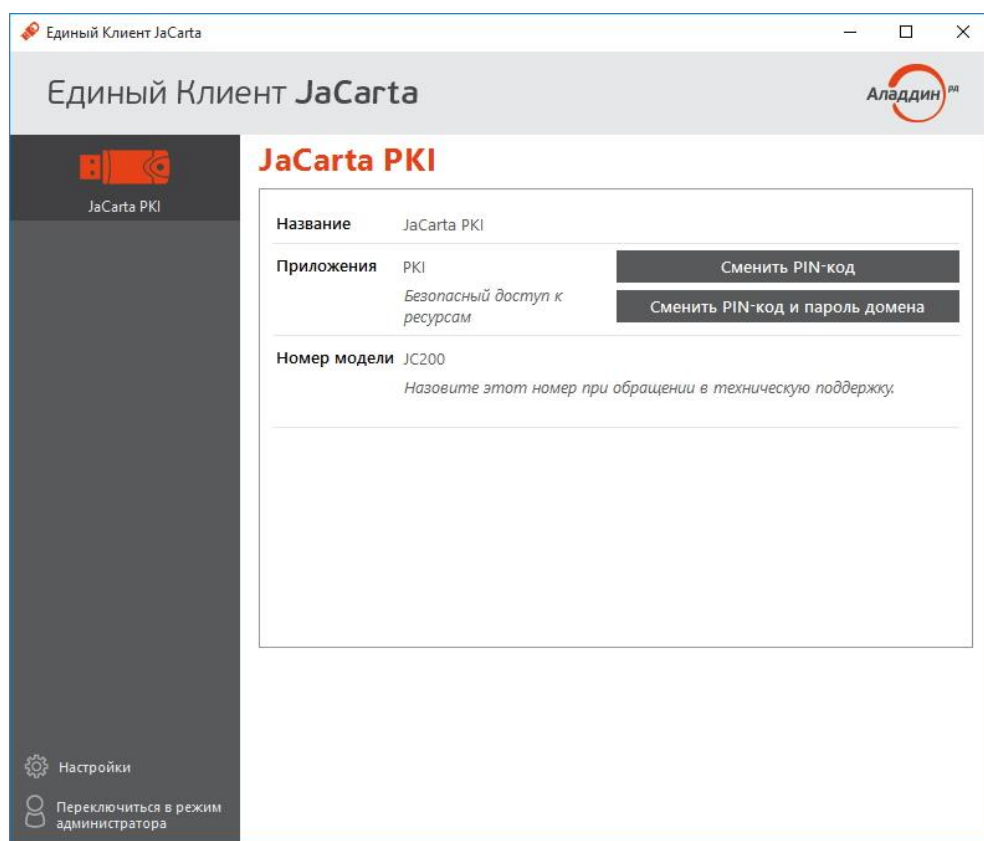 Единый Клиент JaCarta
Единый Клиент JaCarta
Аладдин РД
JaCarta PKI
JaCarta PKI
Название JaCarta PKI
Приложения PKI
Сменить PIN-код
Безопасный доступ к
ресурсам
Сменить PIN-код и пароль домена
Номер модели JC200
Назовите этот номер при обращении в техническую поддержку.
Настройки
Переключиться в режим
администратора